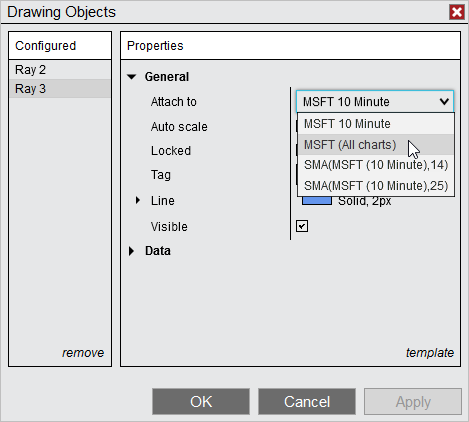 Drawing Objects
Configured
Properties
Ray 2
Ray 3
General
Attach to
MSFT 10 Minute
MSFT 10 Minute
Auto scale
MSFT (All charts)
Locked
SMA(MSFT (10 Minute),14)
Tag
SMA(MSFT (10 Minute),25)
Line
Solid, 2px
Visible
Data
remove
template
OK
Cancel
Apply